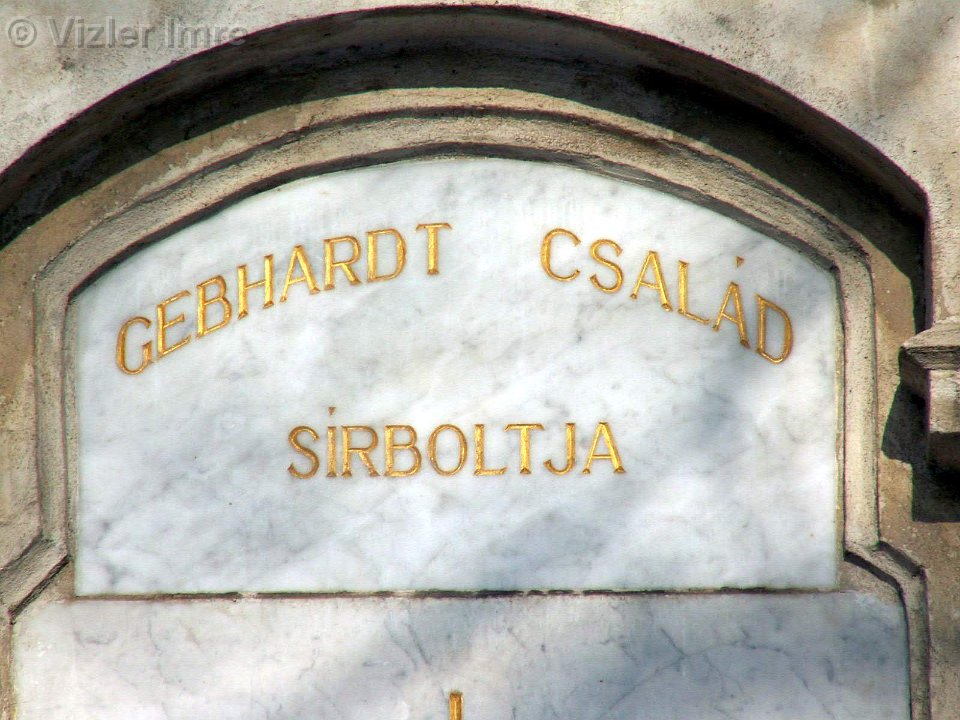 © Vizler Imre
GEBHARDT CSALÁD
SÍRBOLTJA